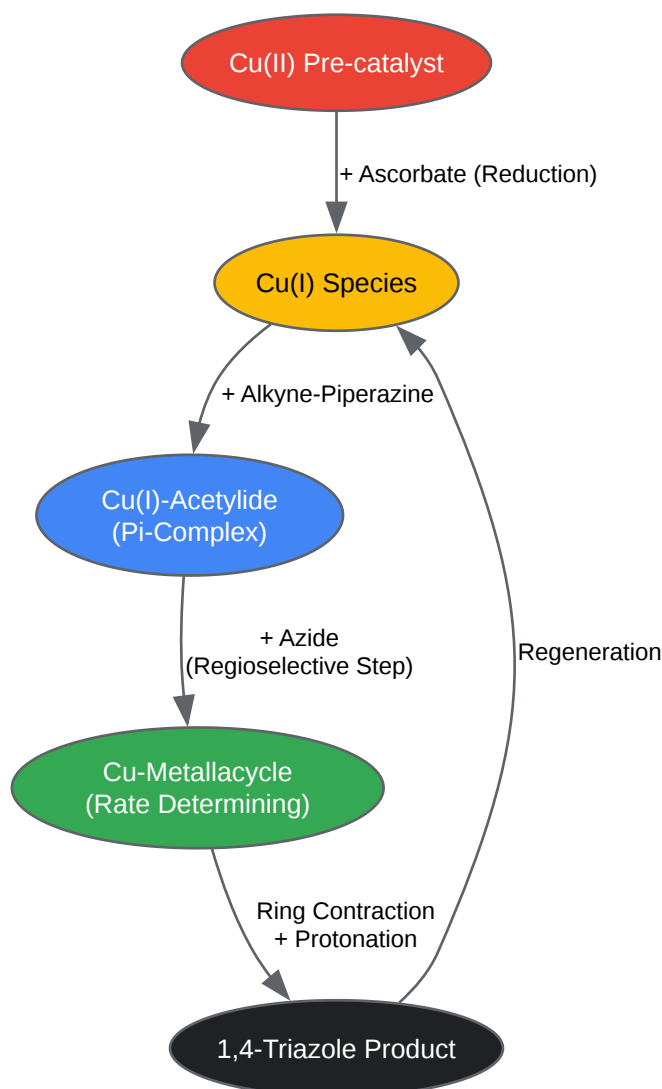 Cu(II) Pre-catalyst
+ Ascorbate (Reduction)
Cu(I) Species
+ Alkyne-Piperazine
Cu(I)-Acetylide
(Pi-Complex)
+ Azide
(Regioselective Step)
Regeneration
Cu-Metallacycle
(Rate Determining)
Ring Contraction
+ Protonation
1,4-Triazole Product